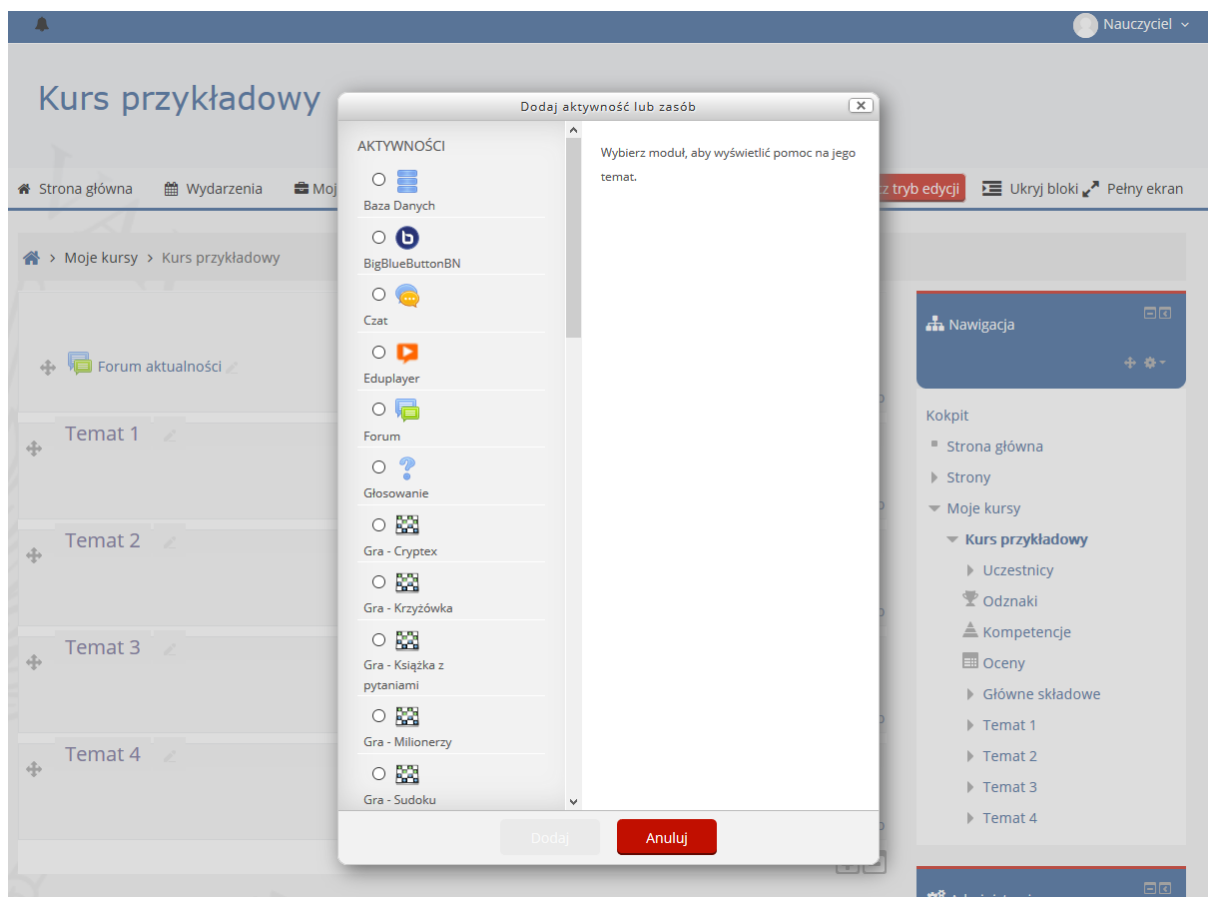 Nauczyciel
Kurs przykładowy
Strona główna
Wydarzenia
tryb edycji
Ukryj bloki
Pełny ekran
Moje kursy
Kurs przykładowy
Forum aktualności
Temat 1
Temat 2
Temat 3
Temat 4
Dodaj aktywność lub zasób
AKTYWNOŚCI
Baza Danych
BigBlueButtonBN
Czat
Eduplayer
Forum
Głosowanie
Gra - Cryptex
Gra - Krzyżówka
Gra - Książka z
pytaniami
Gra - Milionerzy
Gra - Sudoku
Wybierz moduł, aby wyświetlić pomoc na jego
temat.
Dodaj
Anuluj
Nawigacja
Kokpit
Strona główna
Strony
Moje kursy
Kurs przykładowy
Uczestnicy
Odznaki
Kompetencje
Oceny
Główne składowe
Temat 1
Temat 2
Temat 3
Temat 4